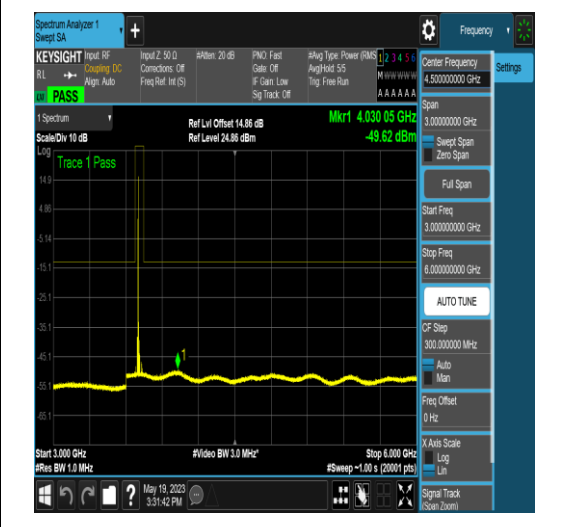 Spectrum Analyzer 1
Swept SA
+
Frequency
KEYSIGHT
RL
PASS
Input: RF
Coupling: DC
Align: Auto
Input Z: 50 Ω
Corrections: Off
Freq Ref: Int (S)
#Atten: 20 dB
PNO: Fast
Gate: Off
IF Gain: Low
Sig Track: Off
#Avg Type: Power (RMS
Avg|Hold: 5/5
Trig: Free Run
1 2 3 4 5 6
M W W W W W
A A A A A A
1 Spectrum
Scale/Div 10 dB
Ref Lvl Offset 14.86 dB
Ref Level 24.86 dBm
Mkr1 4.030 05 GHz
-49.62 dBm
Log
Trace 1 Pass
14.9
4.86
-5.14
-15.1
-25.1
-35.1
-45.1
-55.1
-65.1
1
Start 3.000 GHz
#Res BW 1.0 MHz
#Video BW 3.0 MHz*
Stop 6.000 GHz
#Sweep ~1.00 s (20001 pts)
?
May 19, 2023
3:31:42 PM
Center Frequency
4.500000000 GHz
Settings
Span
3.00000000 GHz
Swept Span
Zero Span
Full Span
Start Freq
3.000000000 GHz
Stop Freq
6.000000000 GHz
AUTO TUNE
CF Step
300.000000 MHz
Auto
Man
Freq Offset
0 Hz
X Axis Scale
Log
Lin
Signal Track
(Span Zoom)